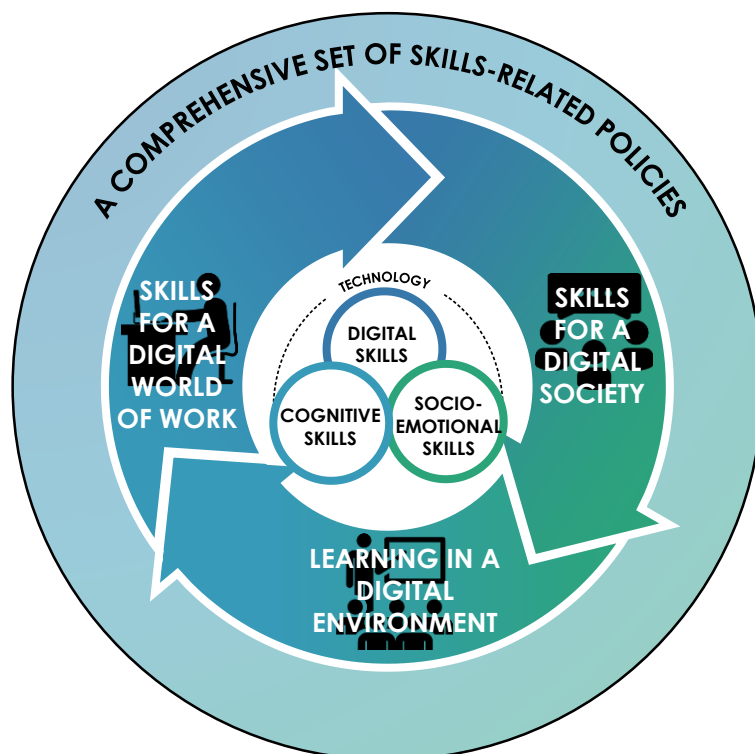 A COMPREHENSIVE SET OF SKILLS-RELATED POLICIES
SKILLS
FOR A
DIGITAL
WORLD
OF WORK
TECHNOLOGY
DIGITAL
SKILLS
COGNITIVE
SKILLS
SOCIO-
EMOTIONAL
SKILLS
SKILLS
FOR A
DIGITAL
SOCIETY
LEARNING IN A
DIGITAL
ENVIRONMENT